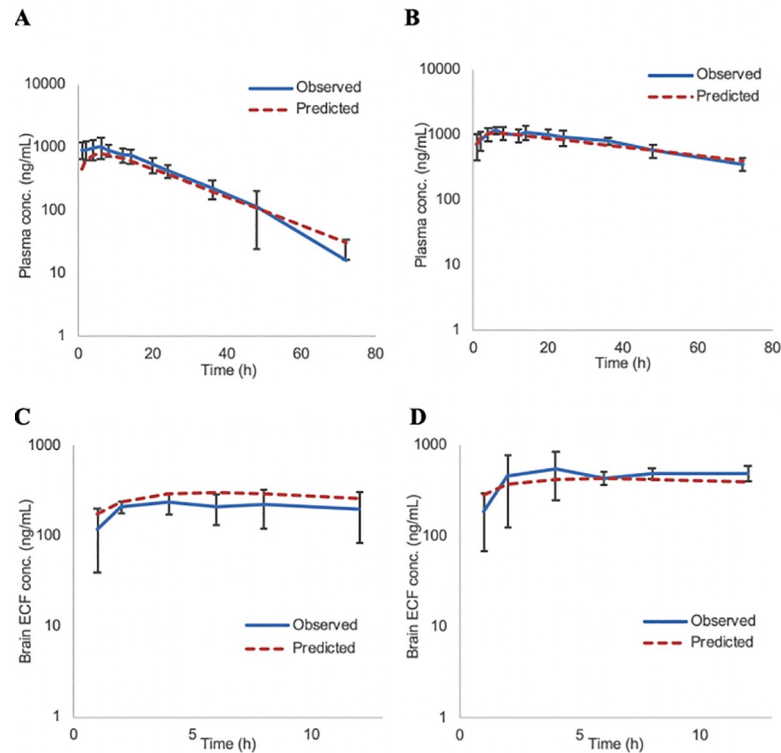 A
10000
1000
100
10
1
0
20
40
60
80
Plasma conc. (ng/mL)
Time (h)
Observed
Predicted
B
10000
1000
100
10
1
0
20
40
60
80
Plasma conc. (ng/mL)
Time (h)
Observed
Predicted
C
1000
100
10
1
0
5
10
Brain ECF conc. (ng/mL)
Time (h)
Observed
Predicted
D
1000
100
10
1
0
5
10
Brain ECF conc. (ng/mL)
Time (h)
Observed
Predicted